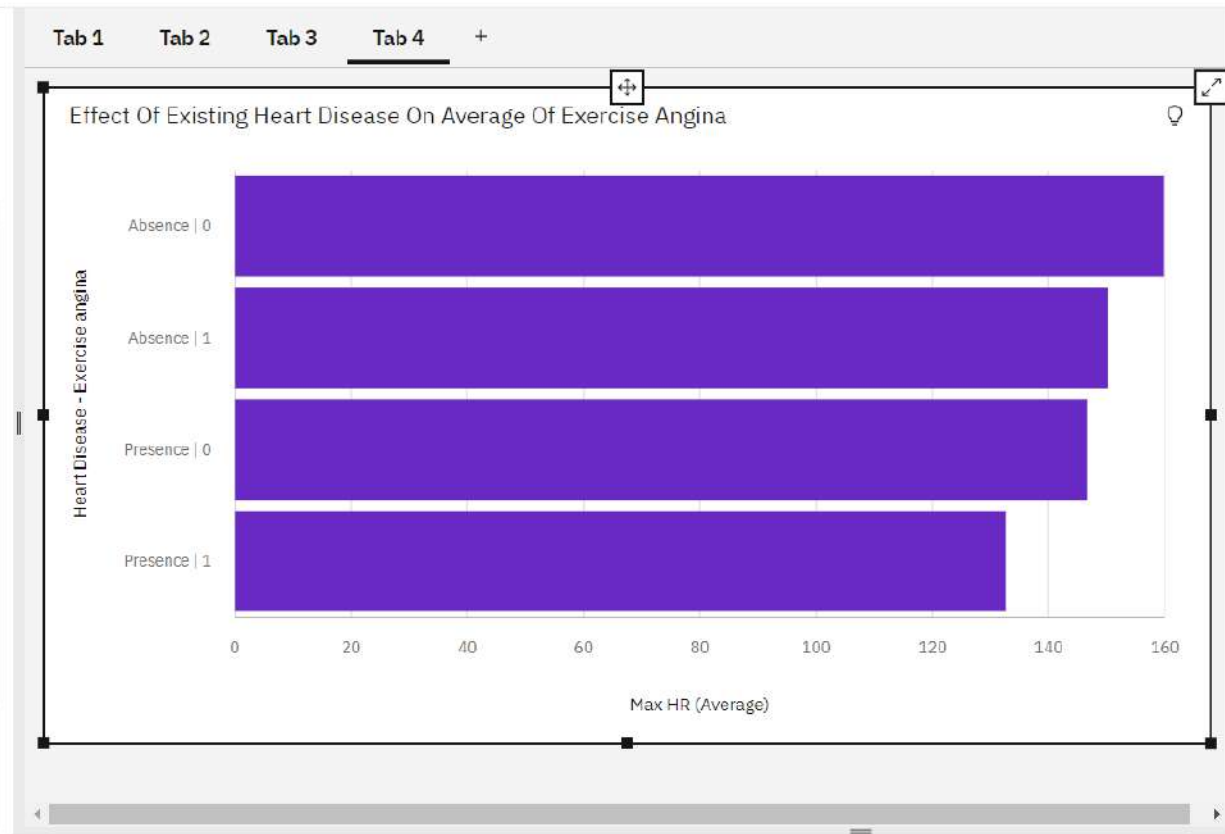 Tab 1 Tab 2 Tab 3 Tab 4 +
Effect Of Existing Heart Disease On Average Of Exercise Angina
Heart Disease - Exercise angina
Absence | 0
Absence | 1
Presence | 0
Presence | 1
0 20 40 60 80 100 120 140 160
Max HR (Average)